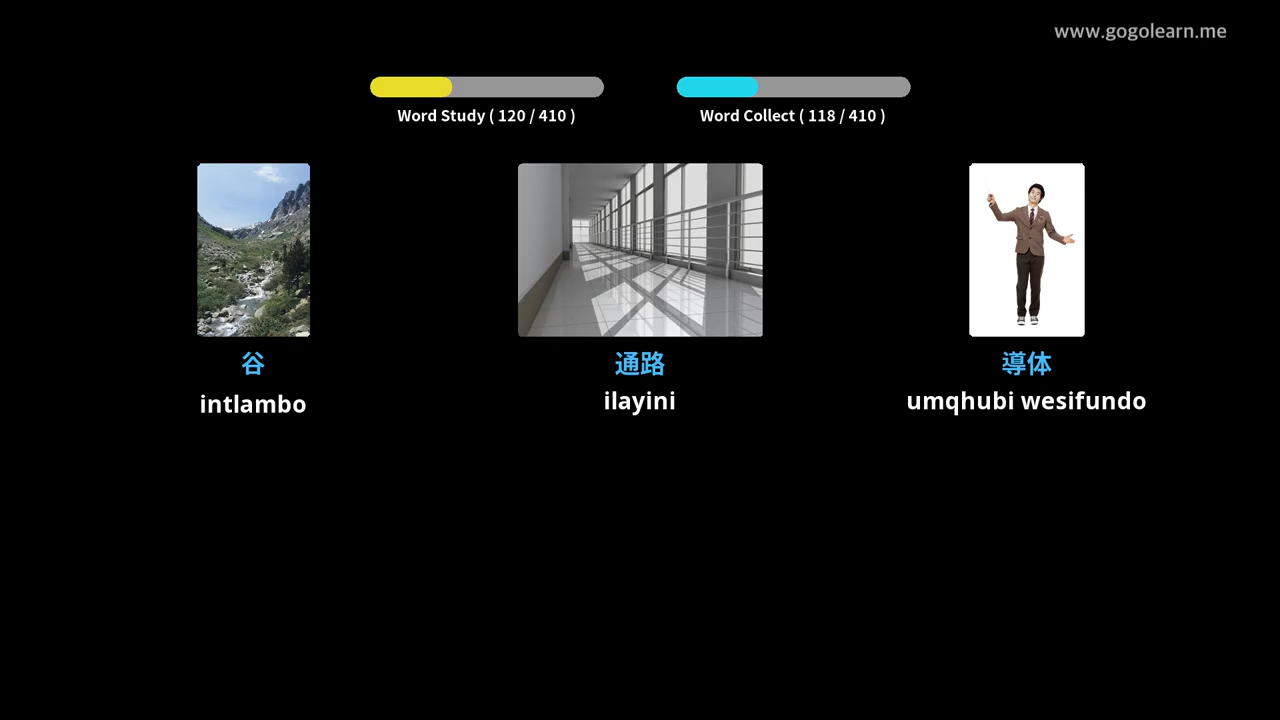 www.gogolearn.me
Word Study ( 120 / 410 )
Word Collect ( 118 / 410 )
谷
通路
導体
intlambo
ilayini
umqhubi wesifundo